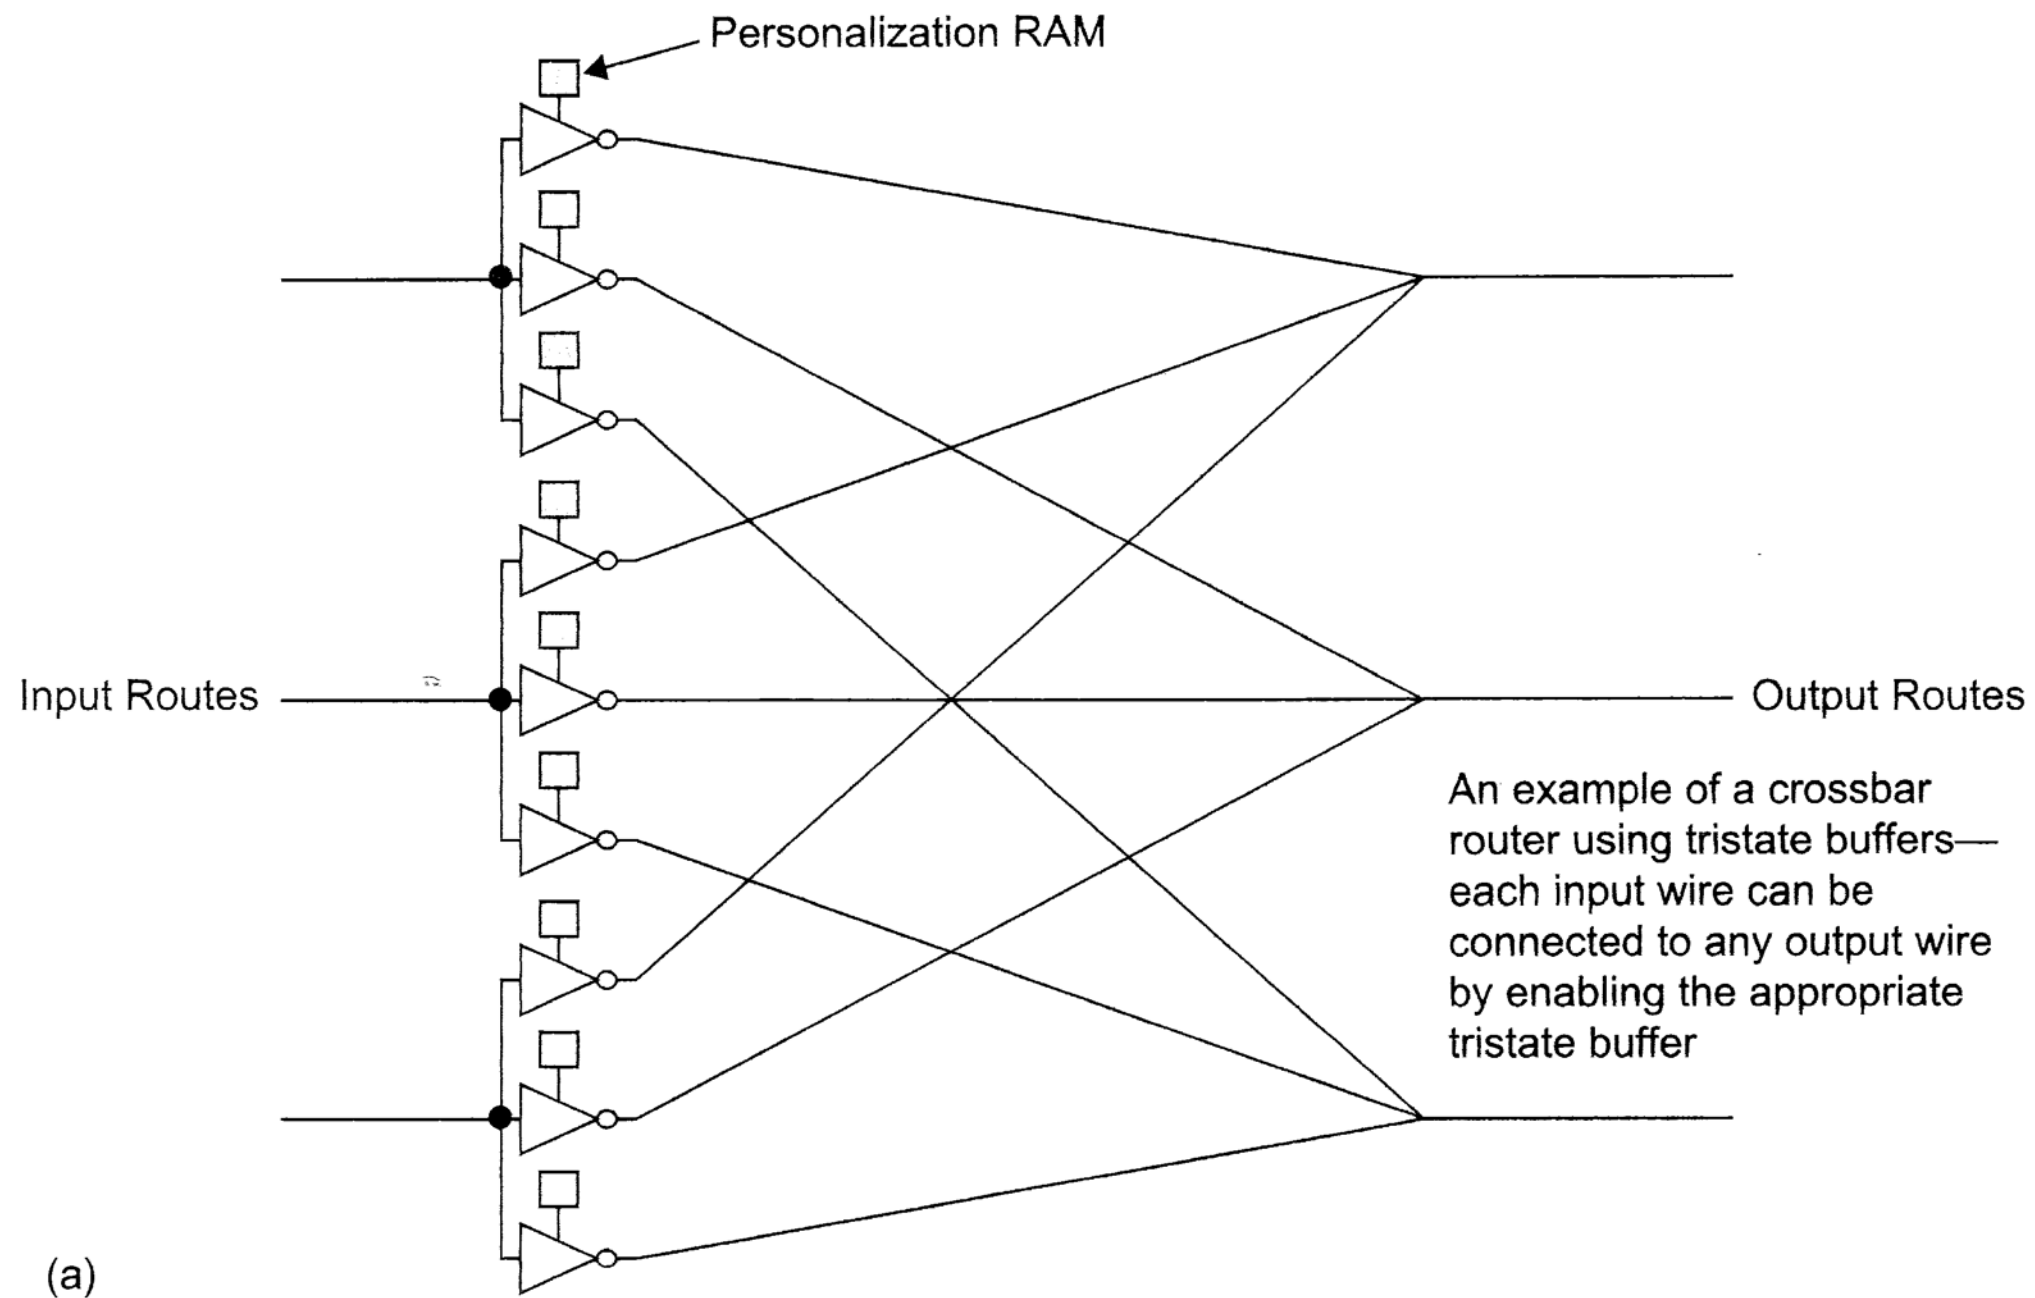 Personalization RAM
Input Routes
Output Routes
An example of a crossbar
router using tristate buffers—
each input wire can be
connected to any output wire
by enabling the appropriate
tristate buffer
(a)